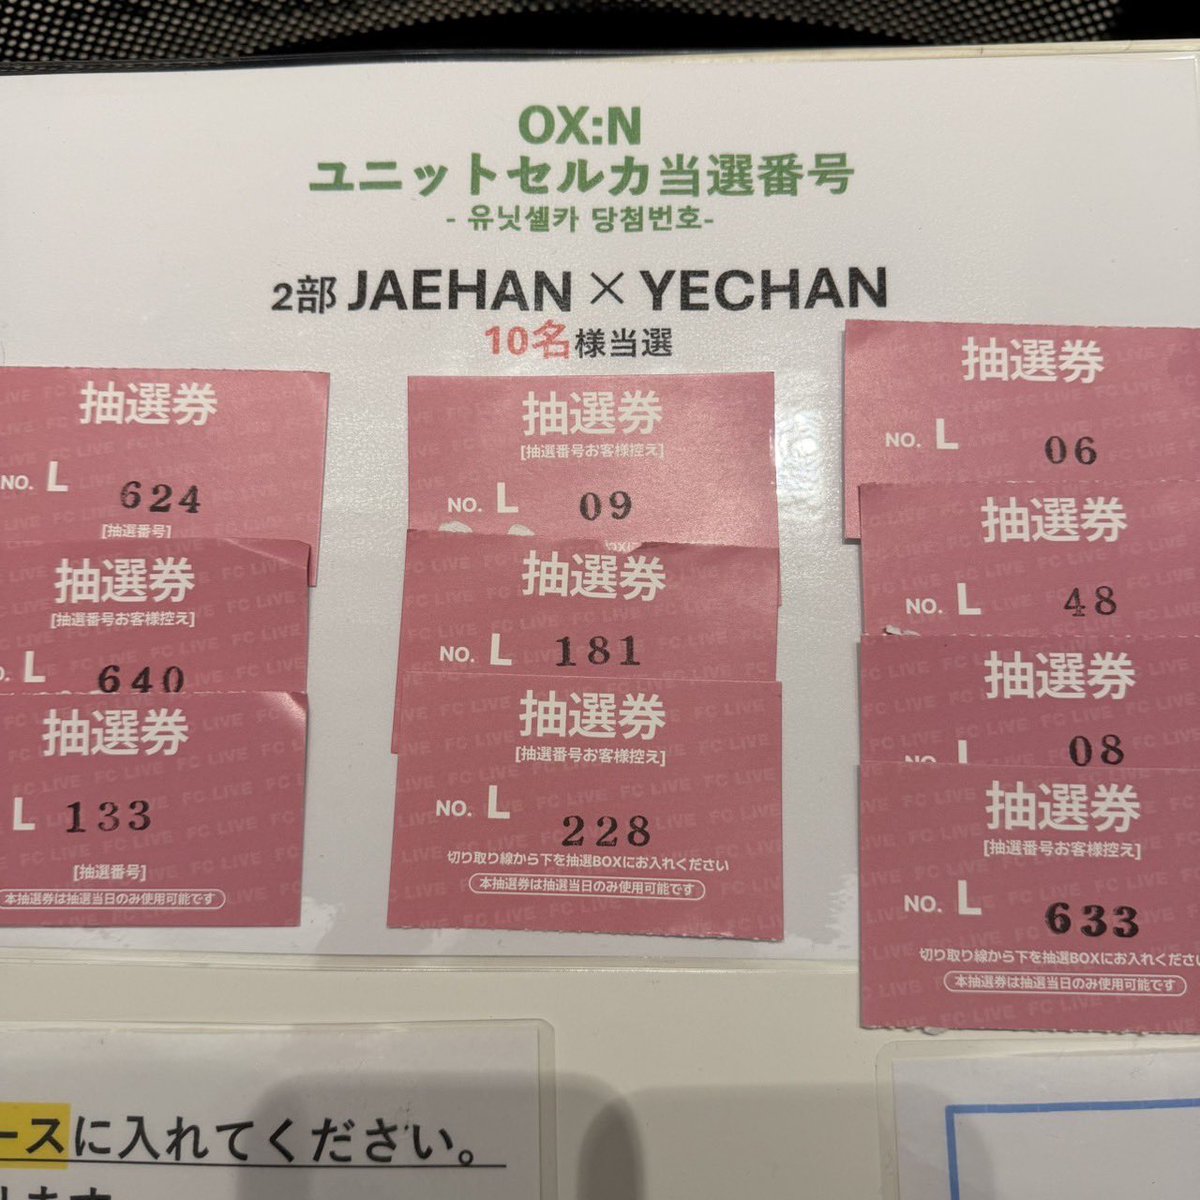 OX:N
ユニットセルカ当選番号
- 유닛셀카 당첨번호-
2部 JAEHAN × YECHAN
10名様当選
抽選券
NO. L 624
[抽選番号]
抽選券
[抽選番号お客様控え]
L 640
抽選券
L 133
[抽選番号]
本抽選券は抽選当日のみ使用可能です
抽選券
[抽選番号お客様控え]
NO. L 09
抽選券
NO. L 181
抽選券
[抽選番号お客様控え]
NO. L 228
切り取り線から下を抽選BOXにお入れください
本抽選券は抽選当日のみ使用可能です
抽選券
NO. L 06
抽選券
NO. L 48
抽選券
NO. L 08
抽選券
[抽選番号お客様控え]
NO. L 633
切り取り線から下を抽選BOXにお入れください
本抽選券は抽選当日のみ使用可能です
FC LIVE
ースに入れてください。